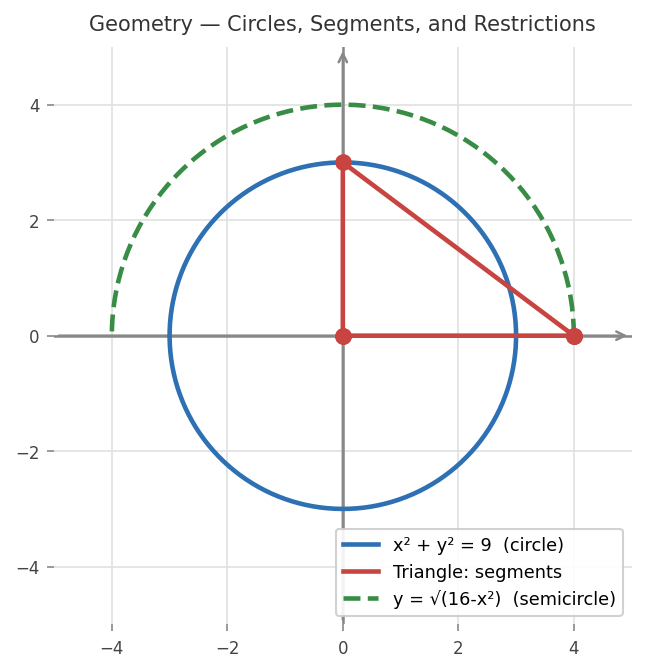 Geometry — Circles, Segments, and Restrictions
4
2
0
−2
−4
x² + y² = 9  (circle)
Triangle: segments
y = √(16-x²)  (semicircle)
−4 −2 0 2 4